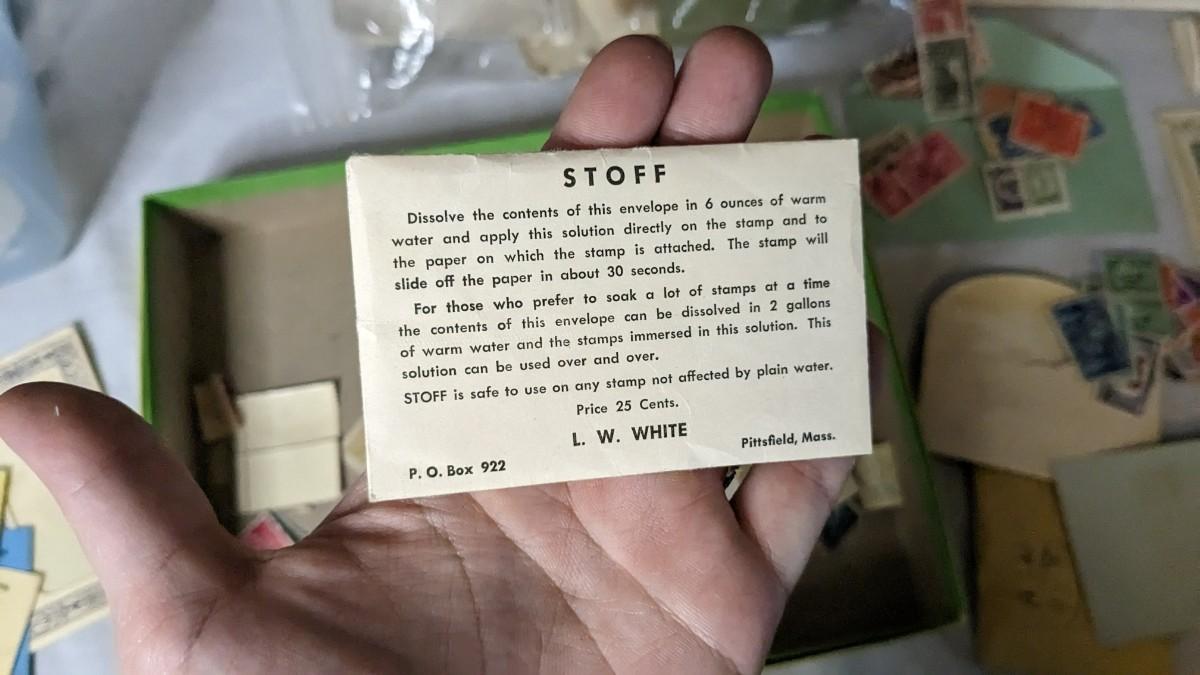 STOFF
Dissolve the contents of this envelope in 6 ounces of warm
water and apply this solution directly on the stamp and to
the paper on which the stamp is attached. The stamp will
slide off the paper in about 30 seconds.
For those who prefer to soak a lot of stamps at a time
the contents of this envelope can be dissolved in 2 gallons
of warm water and the stamps immersed in this solution. This
solution can be used over and over.
STOFF is safe to use on any stamp not affected by plain water.
Price 25 Cents.
L. W. WHITE
P. O. Box 922
Pittsfield, Mass.